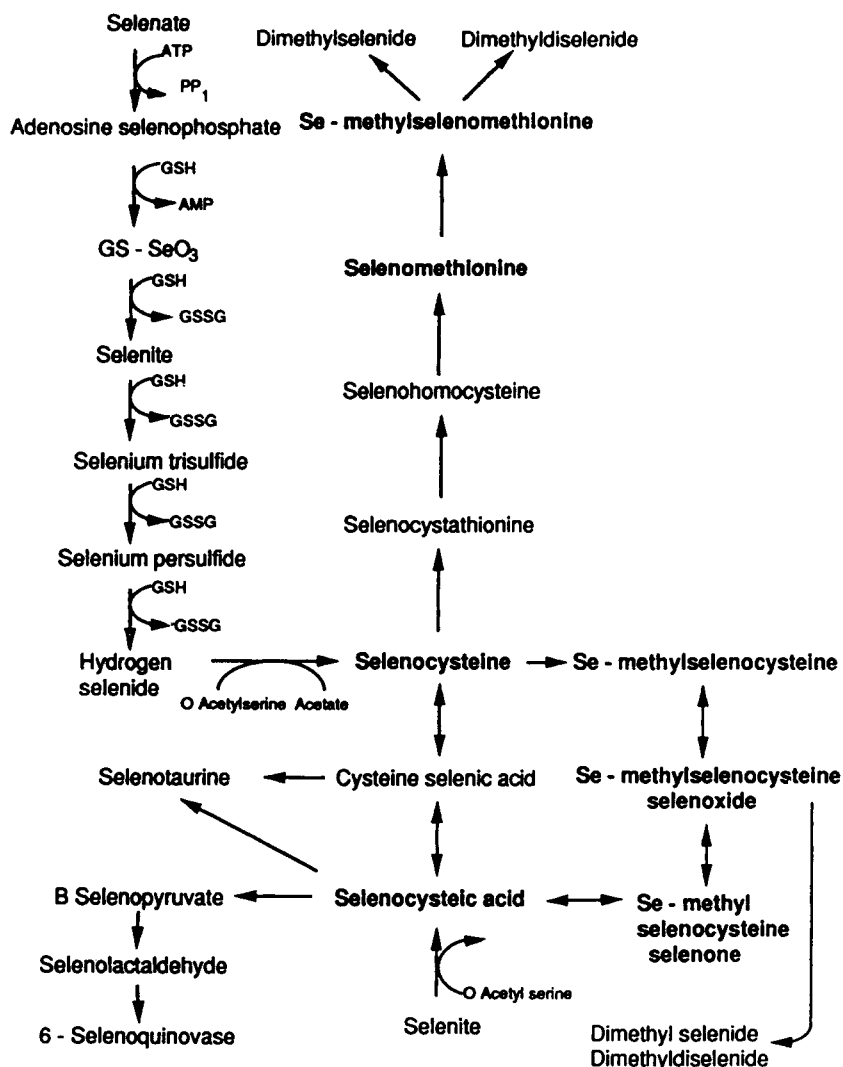 Selenate
ATP
PP1
Adenosine selenophosphate
GSH
AMP
GS - SeO3
GSH
GSSG
Selenite
GSH
GSSG
Selenium trisulfide
GSH
GSSG
Selenium persulfide
GSH
GSSG
Hydrogen
selenide
O Acetylserine Acetate
Dimethylselenide
Dimethyldiselenide
Se - methylselenomethionine
Selenomethionine
Selenohomocysteine
Selenocystathionine
Selenocysteine
Se - methylselenocysteine
Selenotaurine
Cysteine selenic acid
Se - methylselenocysteine
selenoxide
B Selenopyruvate
Selenocysteic acid
Se - methyl
selenocysteine
selenone
Selenolactaldehyde
O Acetyl serine
6 - Selenoquinovase
Selenite
Dimethyl selenide
Dimethyldiselenide